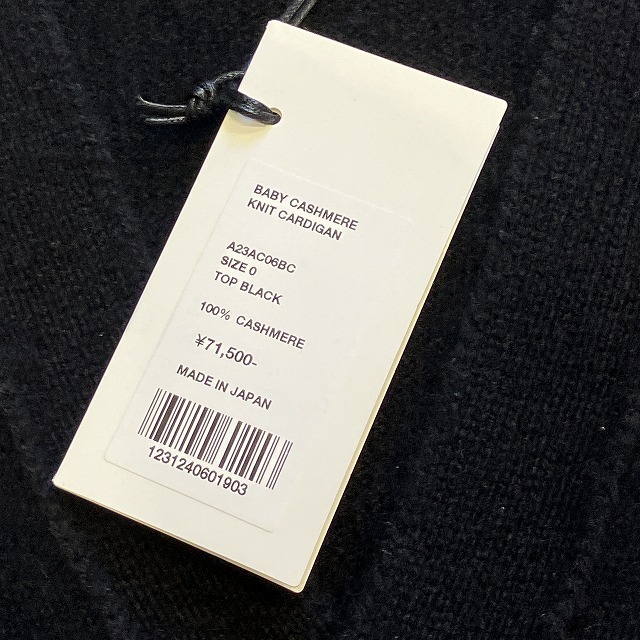 BABY CASHMERE
KNIT CARDIGAN
A23AC06BC
SIZE 0
TOP BLACK
100% CASHMERE
¥71,500-
MADE IN JAPAN
1231240601903